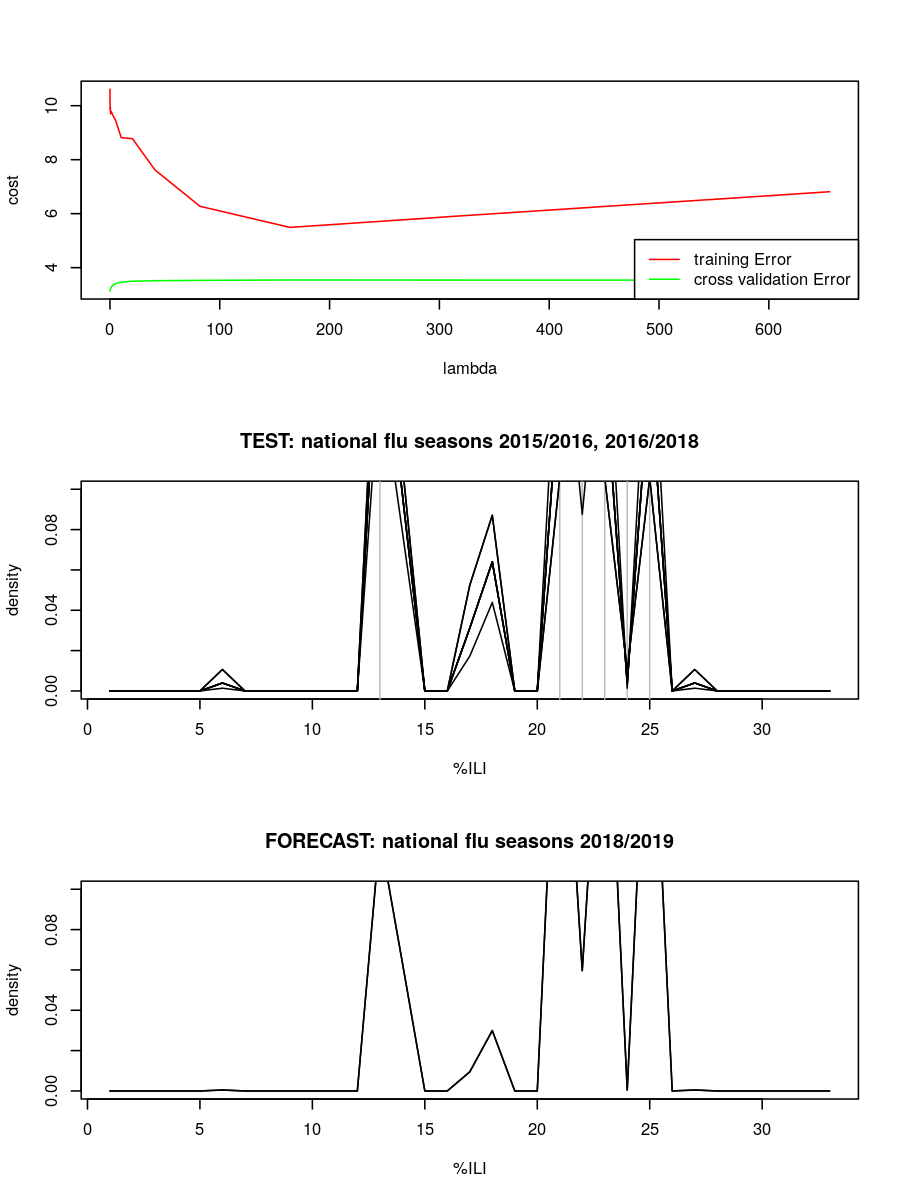 cost
10
8
6
4
training Error
cross validation Error
0 100 200 300 400 500 600
lambda
TEST: national flu seasons 2015/2016, 2016/2018
density
0.08
0.04
0.00
0 5 10 15 20 25 30
%ILI
FORECAST: national flu seasons 2018/2019
density
0.08
0.04
0.00
0 5 10 15 20 25 30
%ILI